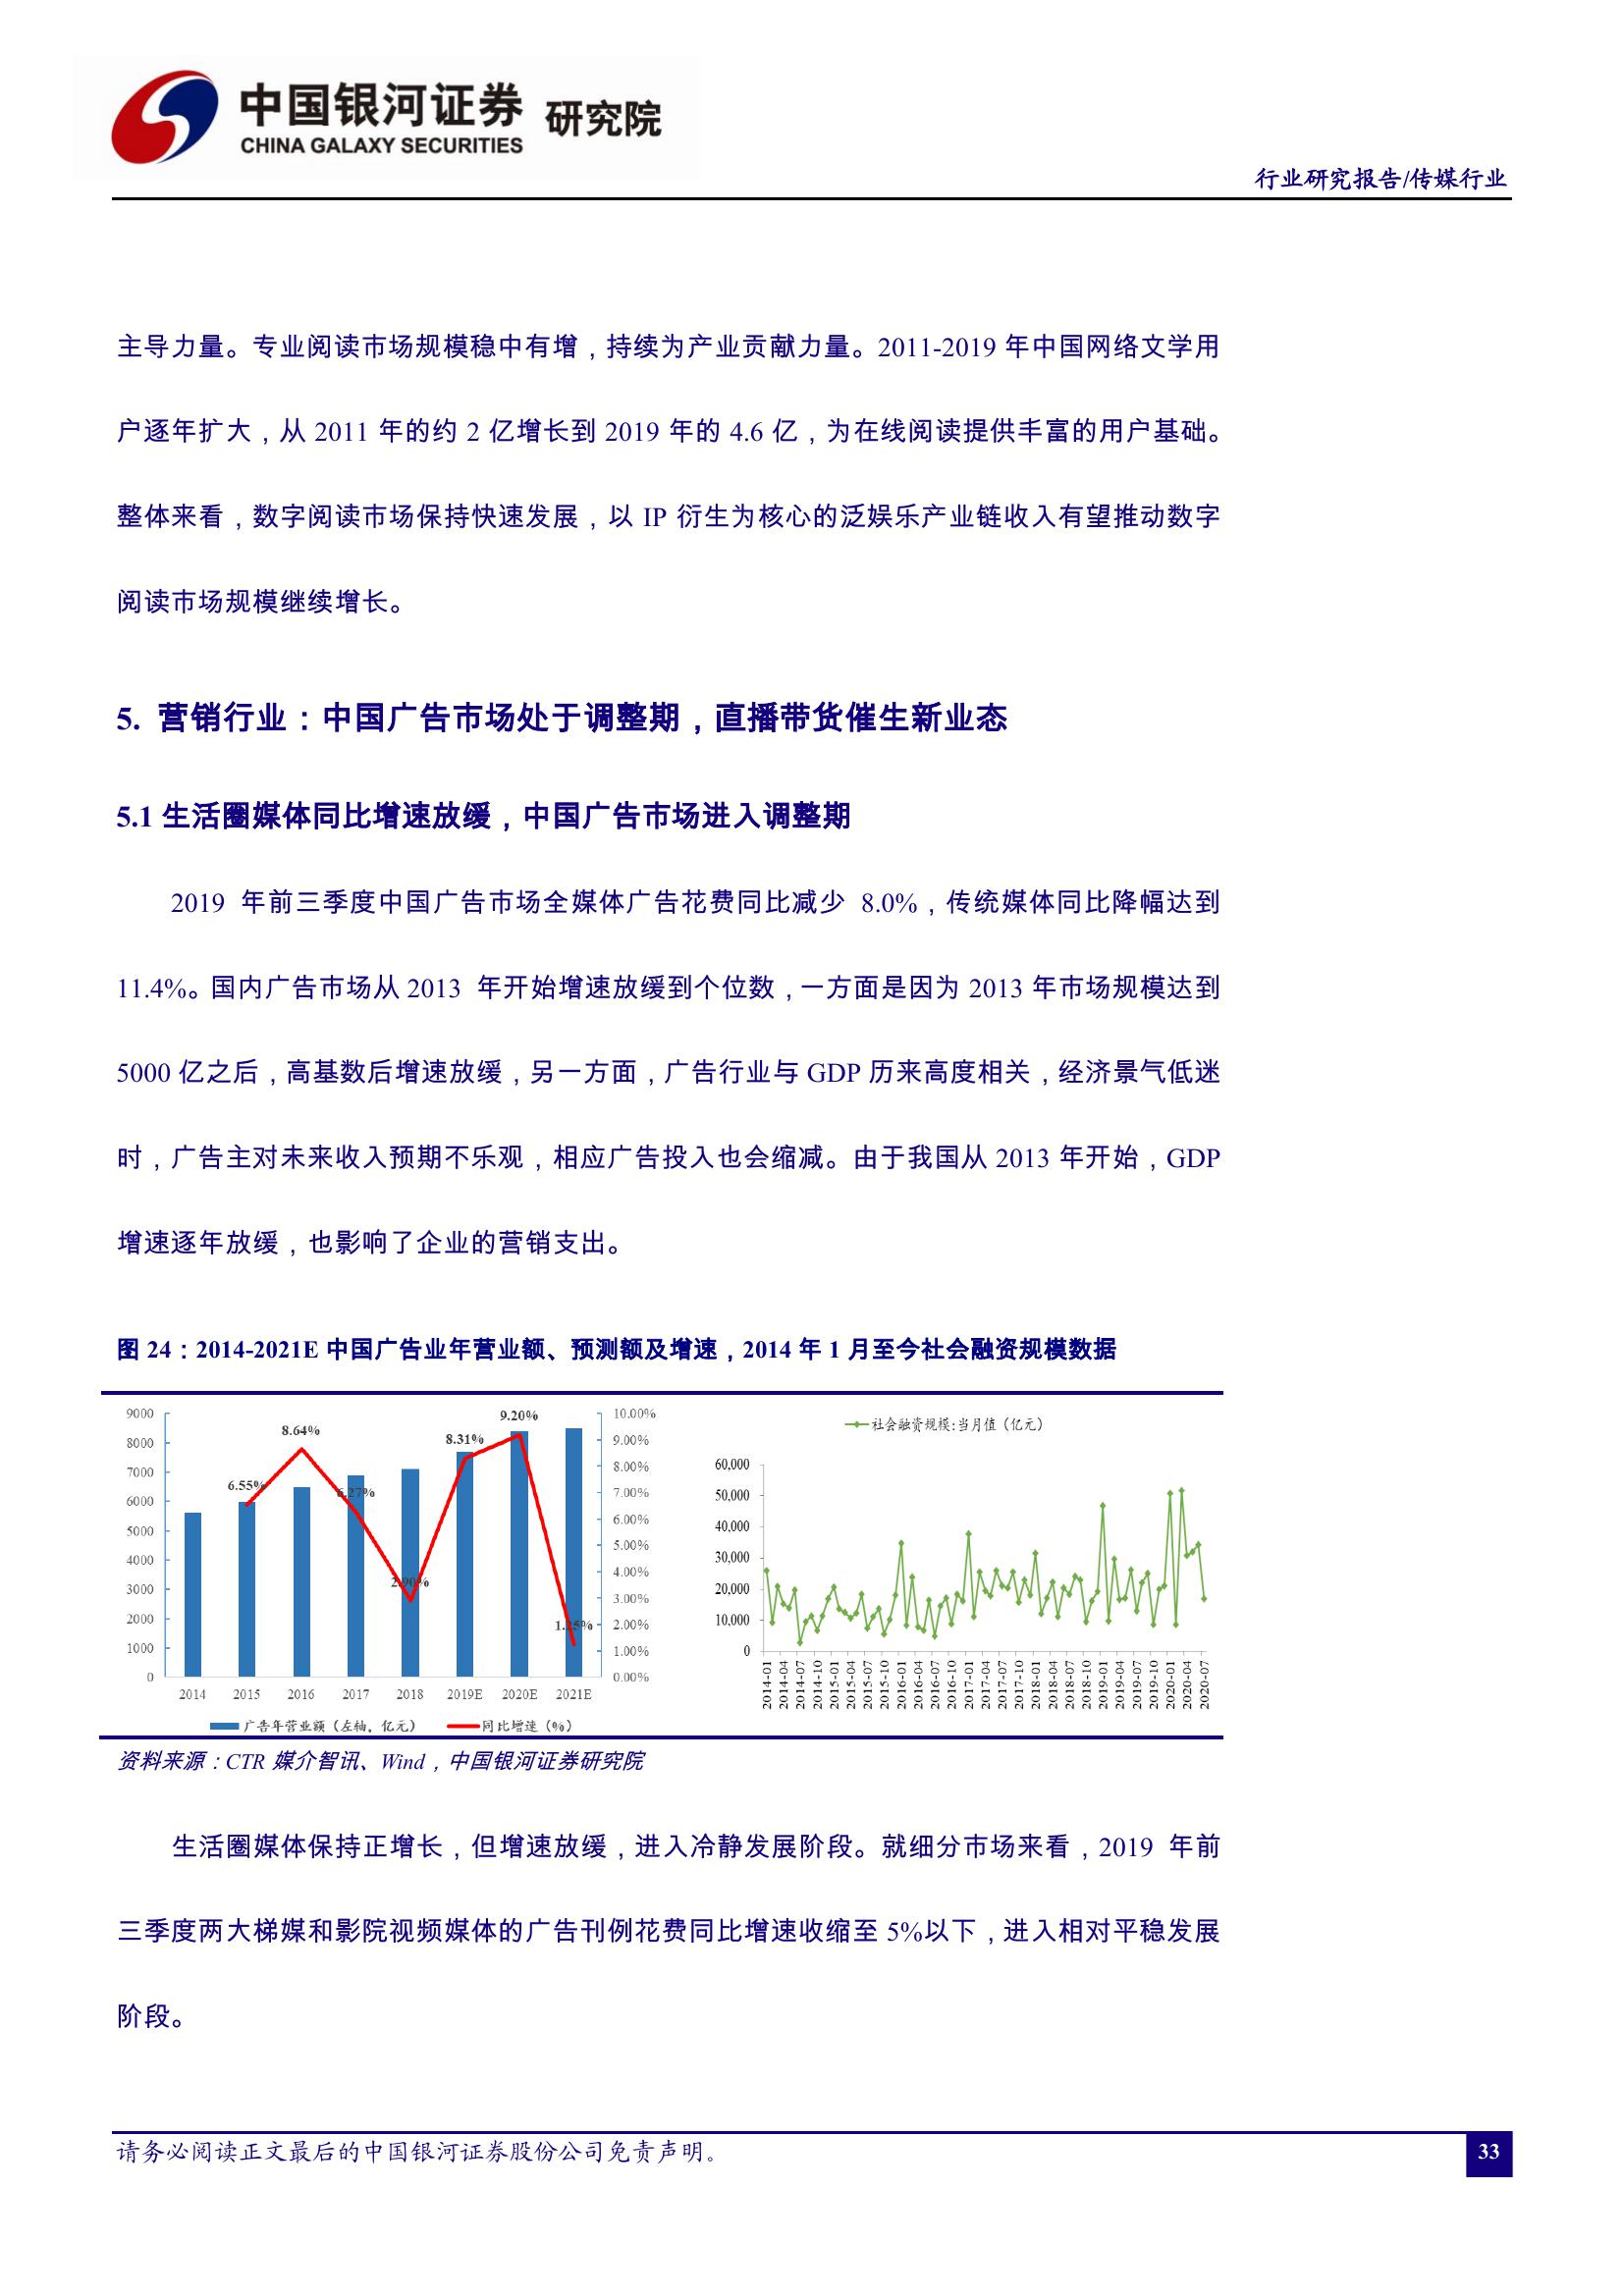 中国银河证券 研究院
CHINA GALAXY SECURITIES
行业研究报告/传媒行业
主导力量。专业阅读市场规模稳中有增，持续为产业贡献力量。2011-2019 年中国网络文学用
户逐年扩大，从 2011 年的约 2 亿增长到 2019 年的 4.6 亿，为在线阅读提供丰富的用户基础。
整体来看，数字阅读市场保持快速发展，以 IP 衍生为核心的泛娱乐产业链收入有望推动数字
阅读市场规模继续增长。
5. 营销行业：中国广告市场处于调整期，直播带货催生新业态
5.1 生活圈媒体同比增速放缓，中国广告市场进入调整期
2019 年前三季度中国广告市场全媒体广告花费同比减少 8.0%，传统媒体同比降幅达到
11.4%。国内广告市场从 2013 年开始增速放缓到个位数，一方面是因为 2013 年市场规模达到
5000 亿之后，高基数后增速放缓，另一方面，广告行业与 GDP 历来高度相关，经济景气低迷
时，广告主对未来收入预期不乐观，相应广告投入也会缩减。由于我国从 2013 年开始，GDP
增速逐年放缓，也影响了企业的营销支出。
图 24：2014-2021E 中国广告业年营业额、预测额及增速，2014 年 1 月至今社会融资规模数据
9000
8000
7000
6000
5000
4000
3000
2000
1000
0
10.00%
9.00%
8.00%
7.00%
6.00%
5.00%
4.00%
3.00%
2.00%
1.00%
0.00%
6.55%
8.64%
6.27%
2.90%
8.31%
9.20%
1.25%
2014 2015 2016 2017 2018 2019E 2020E 2021E
广告年营业额（左轴，亿元） 同比增速（%）
社会融资规模:当月值（亿元）
60,000
50,000
40,000
30,000
20,000
10,000
0
2014-01 2014-04 2014-07 2014-10 2015-01 2015-04 2015-07 2015-10 2016-01 2016-04 2016-07 2016-10 2017-01 2017-04 2017-07 2017-10 2018-01 2018-04 2018-07 2018-10 2019-01 2019-04 2019-07 2019-10 2020-01 2020-04 2020-07
资料来源：CTR 媒介智讯、Wind，中国银河证券研究院
生活圈媒体保持正增长，但增速放缓，进入冷静发展阶段。就细分市场来看，2019 年前
三季度两大梯媒和影院视频媒体的广告刊例花费同比增速收缩至 5%以下，进入相对平稳发展
阶段。
请务必阅读正文最后的中国银河证券股份公司免责声明。
33